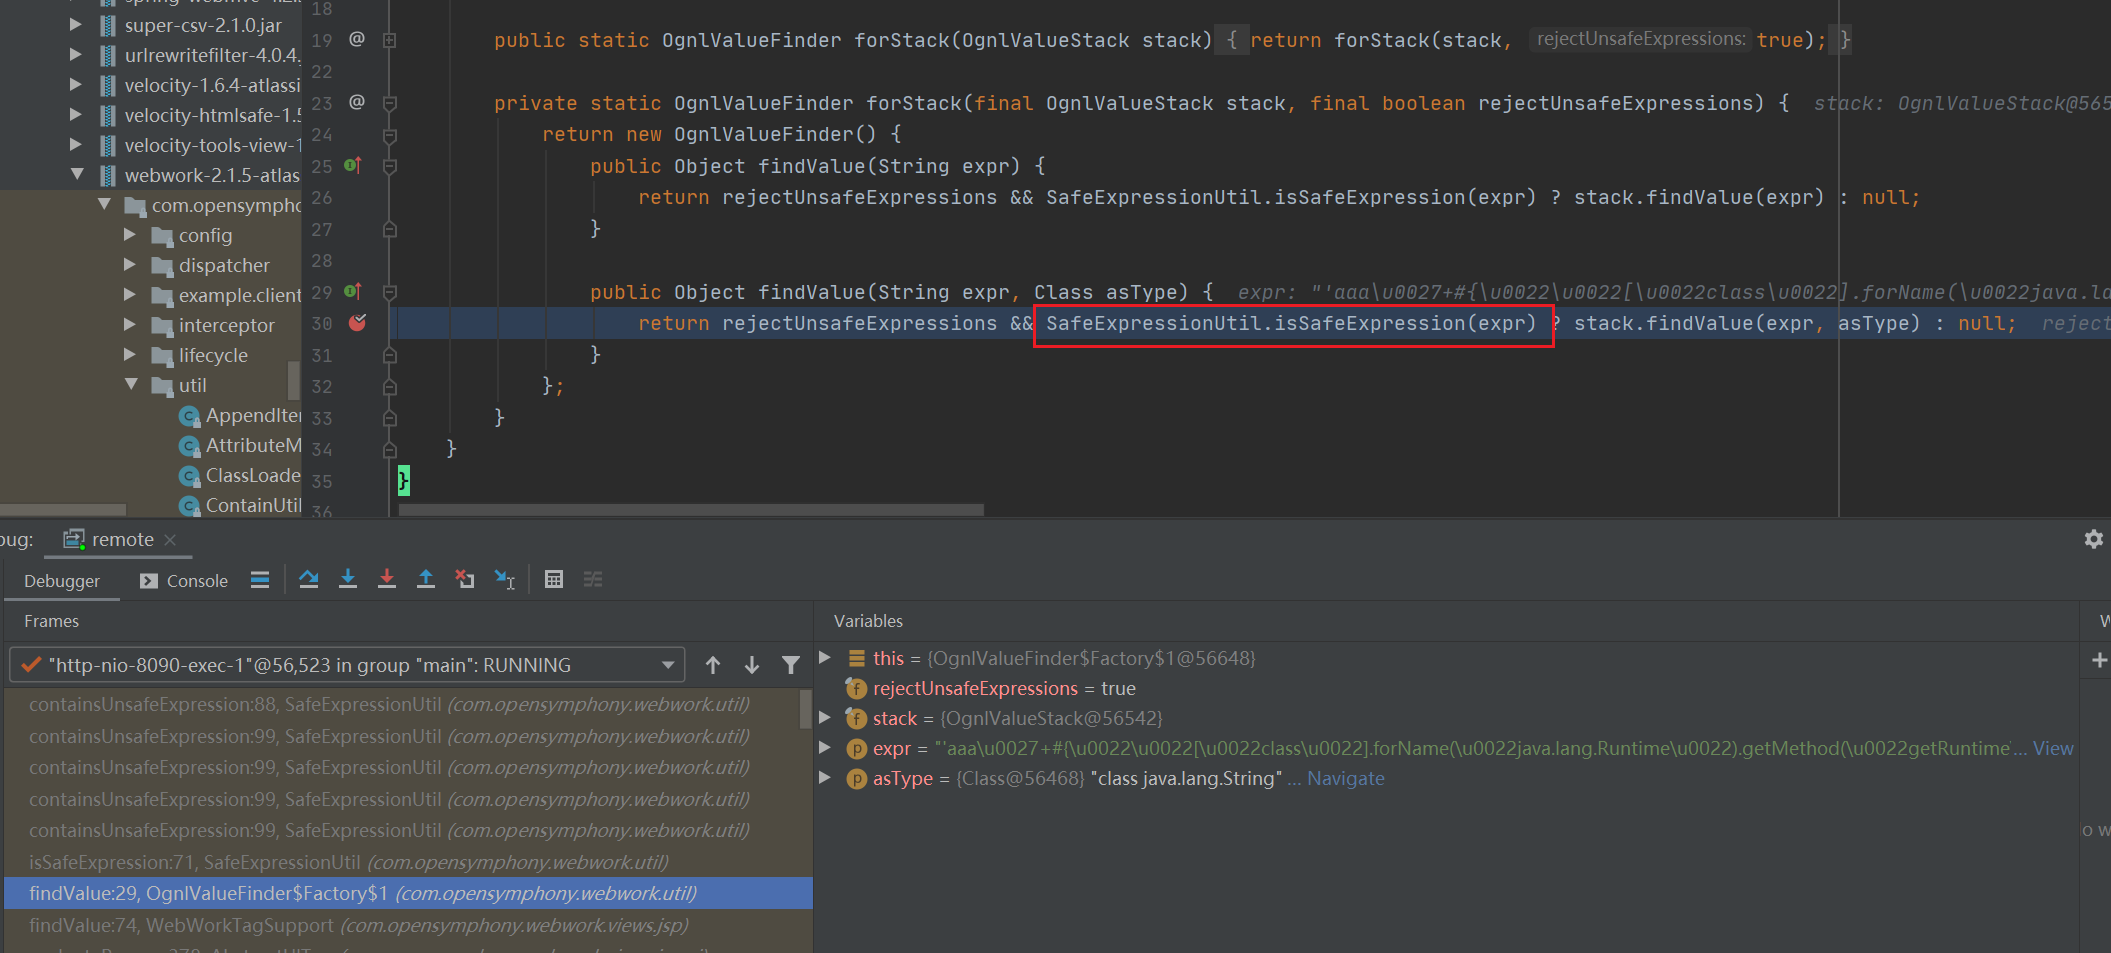 super-csv-2.1.0.jar
urlrewritefilter-4.0.4.
velocity-1.6.4-atlassi
velocity-htmlsafe-1.5
velocity-tools-view-1
webwork-2.1.5-atlas
com.opensympho
config
dispatcher
example.client
interceptor
lifecycle
util
AppendIter
AttributeM
ClassLoade
ContainUtil
18
19 @ public static OgnlValueFinder forStack(OgnlValueStack stack) { return forStack(stack, rejectUnsafeExpressions: true); }
22
23 @ private static OgnlValueFinder forStack(final OgnlValueStack stack, final boolean rejectUnsafeExpressions) { stack: OgnlValueStack@565
24 return new OgnlValueFinder() {
25 public Object findValue(String expr) {
26 return rejectUnsafeExpressions && SafeExpressionUtil.isSafeExpression(expr) ? stack.findValue(expr) : null;
27 }
28
29 public Object findValue(String expr, Class asType) { expr: "'aaa\u0027+#{\u0022\u0022[\u0022class\u0022].forName(\u0022java.la
30 return rejectUnsafeExpressions && SafeExpressionUtil.isSafeExpression(expr) ? stack.findValue(expr, asType) : null; reject
31 }
32 };
33 }
34 }
35 }
36
bug: remote
Debugger Console
Frames
"http-nio-8090-exec-1"@56,523 in group "main": RUNNING
containsUnsafeExpression:88, SafeExpressionUtil (com.opensymphony.webwork.util)
containsUnsafeExpression:99, SafeExpressionUtil (com.opensymphony.webwork.util)
containsUnsafeExpression:99, SafeExpressionUtil (com.opensymphony.webwork.util)
containsUnsafeExpression:99, SafeExpressionUtil (com.opensymphony.webwork.util)
containsUnsafeExpression:99, SafeExpressionUtil (com.opensymphony.webwork.util)
isSafeExpression:71, SafeExpressionUtil (com.opensymphony.webwork.util)
findValue:29, OgnlValueFinder$Factory$1 (com.opensymphony.webwork.util)
findValue:74, WebWorkTagSupport (com.opensymphony.webwork.views.jsp)
Variables
this = {OgnlValueFinder$Factory$1@56648}
rejectUnsafeExpressions = true
stack = {OgnlValueStack@56542}
expr = "'aaa\u0027+#{\u0022\u0022[\u0022class\u0022].forName(\u0022java.lang.Runtime\u0022).getMethod(\u0022getRuntime'... View
asType = {Class@56468} "class java.lang.String" ... Navigate
W
o w